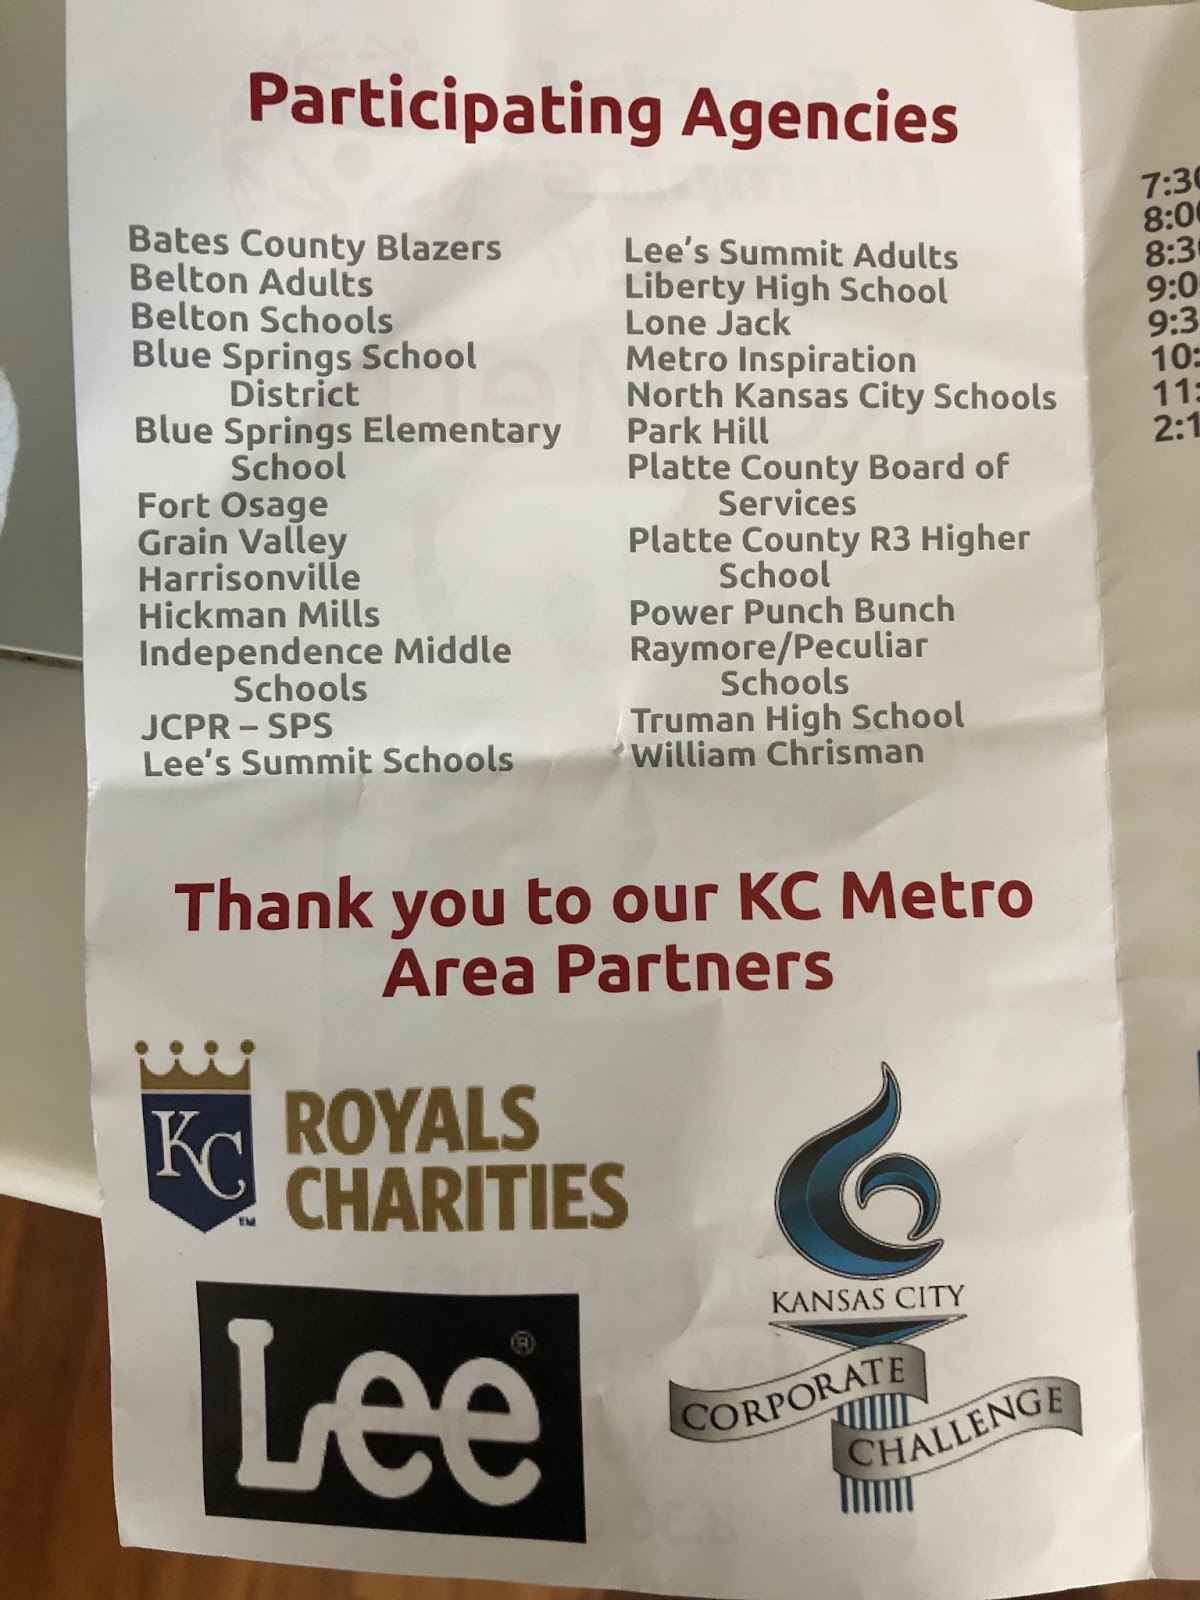 Participating Agencies
Bates County Blazers
Belton Adults
Belton Schools
Blue Springs School
District
Blue Springs Elementary
School
Fort Osage
Grain Valley
Harrisonville
Hickman Mills
Independence Middle
Schools
JCPR – SPS
Lee's Summit Schools
Lee's Summit Adults
Liberty High School
Lone Jack
Metro Inspiration
North Kansas City Schools
Park Hill
Platte County Board of
Services
Platte County R3 Higher
School
Power Punch Bunch
Raymore/Peculiar
Schools
Truman High School
William Chrisman
Thank you to our KC Metro
Area Partners
KC
™
ROYALS
CHARITIES
Lee®
KANSAS CITY
CORPORATE
CHALLENGE